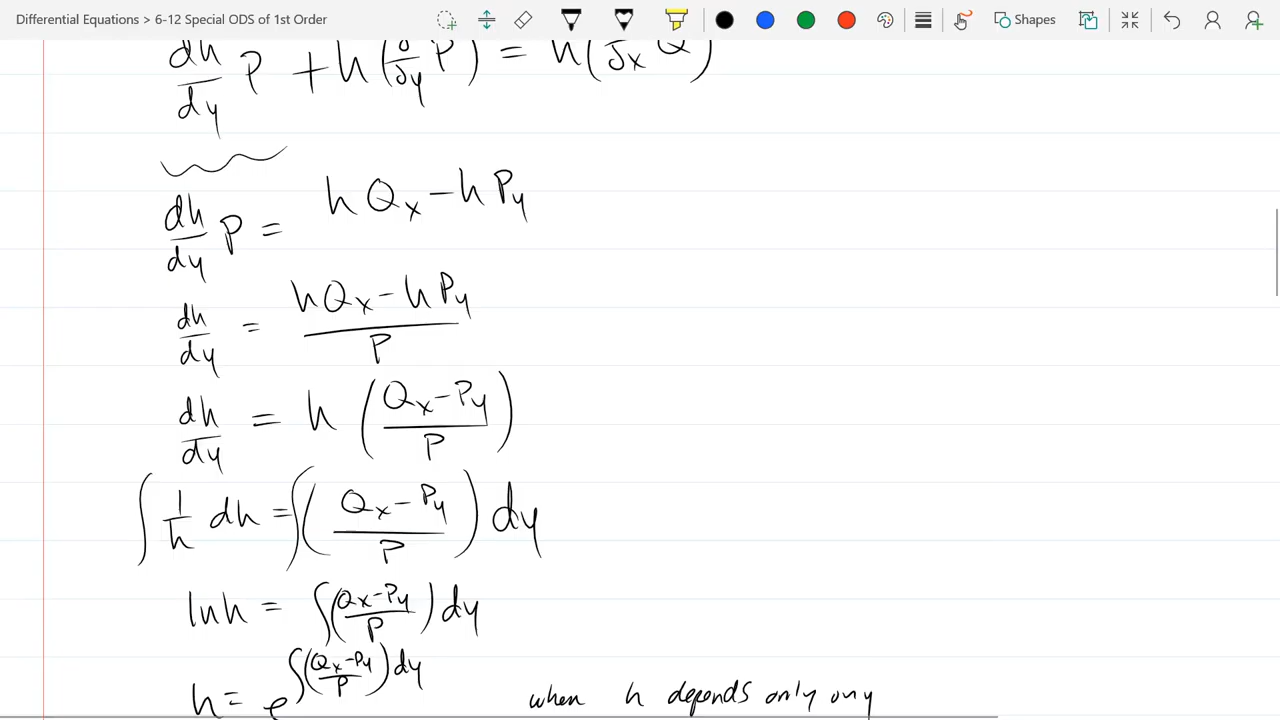 Differential Equations > 6-12 Special ODS of 1st Order
Shapes
dh/dy P + h(∂/∂y P) = h(∂/∂x Q)
dh/dy P = hQx - hPy
dh/dy = (hQx - hPy)/P
dh/dy = h ((Qx - Py)/P)
∫ 1/h dh = ∫((Qx - Py)/P) dy
ln h = ∫((Qx - Py)/P) dy
h = e^∫((Qx - Py)/P) dy when h depends only on y